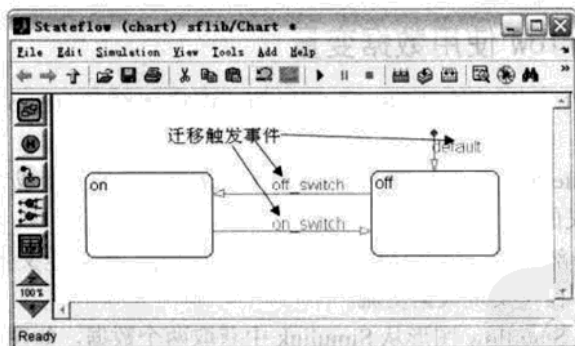 Stateflow (chart) sflib/Chart *
File Edit Simulation View Tools Add Help
迁移触发事件
default
on
off_switch
off
on_switch
100%
Ready